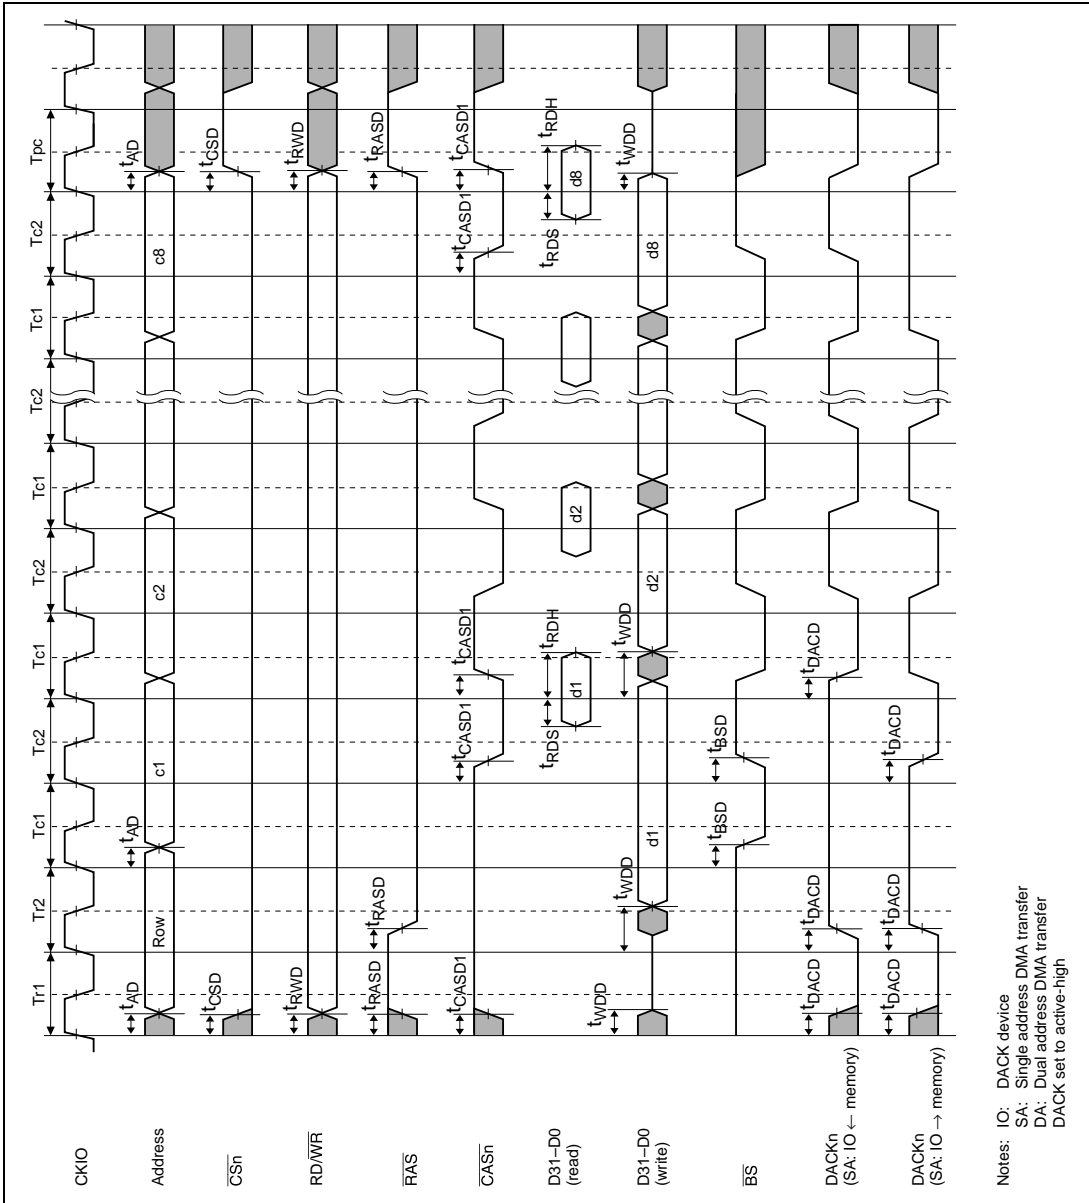 Tr1 Tr2 Tc1 Tc2 Tc1 Tc2 Tc1 Tc2 Tc1 Tc2 Tpc
CKIO
tAD tAD tAD
Address Row c1 c2 c8
tCSD tCSD
CSn
tRWD tRWD
RD/WR
tRASD tRASD tRASD
RAS
tCASD1 tCASD1 tCASD1 tCASD1 tCASD1
CASn
tRDS tRDH tRDS tRDH
D31–D0
(read)
d1 d2 d8
tWDD tWDD tWDD tWDD
D31–D0
(write)
d1 d2 d8
tBSD tBSD
BS
tDACD tDACD tDACD
DACKn
(SA: IO ← memory)
tDACD tDACD tDACD
DACKn
(SA: IO → memory)
Notes: IO: DACK device
SA: Single address DMA transfer
DA: Dual address DMA transfer
DACK set to active-high